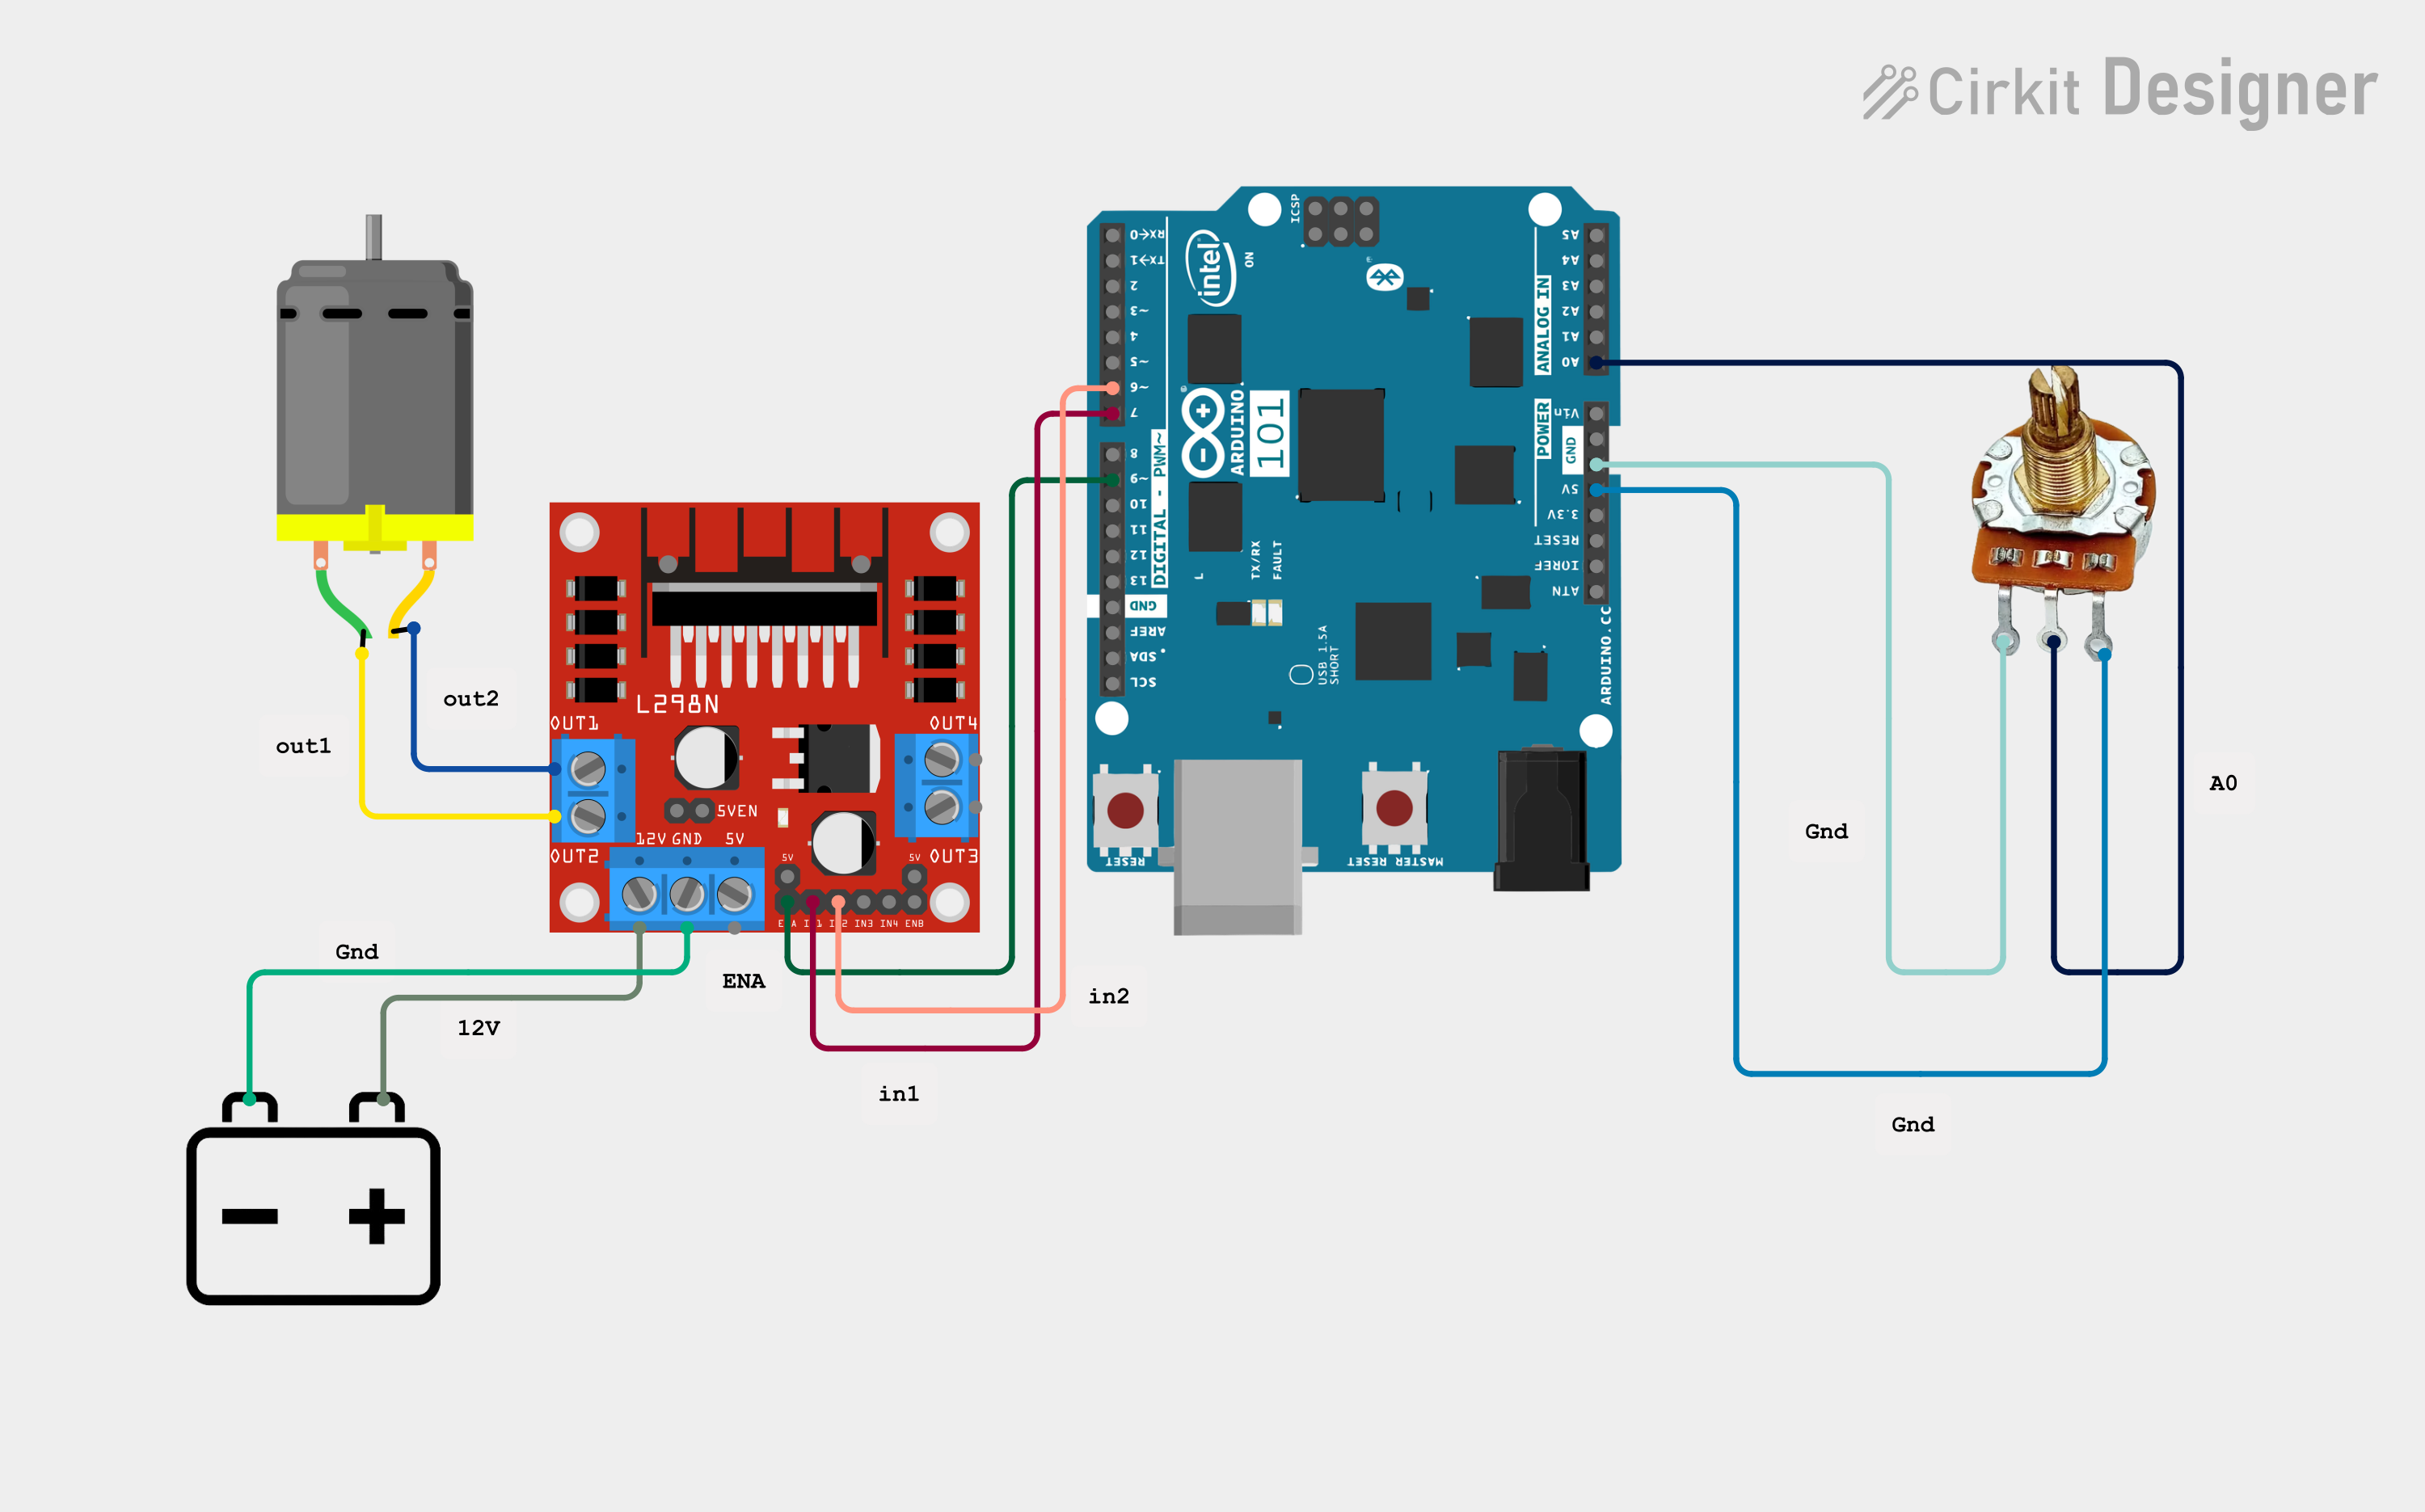 Cirkit Designer
ICSP
RX→0
TX←1
2
~3
4
~5
~6
7
8
~9
10
11
12
13
GND
AREF
SDA
SCL
DIGITAL - PWM~
intel
ON
ARDUINO
101
L
TX/RX
FAULT
USB 1.5A
SHORT
ANALOG IN
A5
A4
A3
A2
A1
A0
POWER
Vin
GND
5V
3.3V
RESET
IOREF
ATN
ARDUINO.CC
RESET
MASTER RESET
L298N
OUT1
OUT2
OUT4
OUT3
5VEN
12V GND 5V
5V
5V
ENA IN1 IN2 IN3 IN4 ENB
out2
out1
Gnd
12V
ENA
in2
in1
A0
Gnd
Gnd